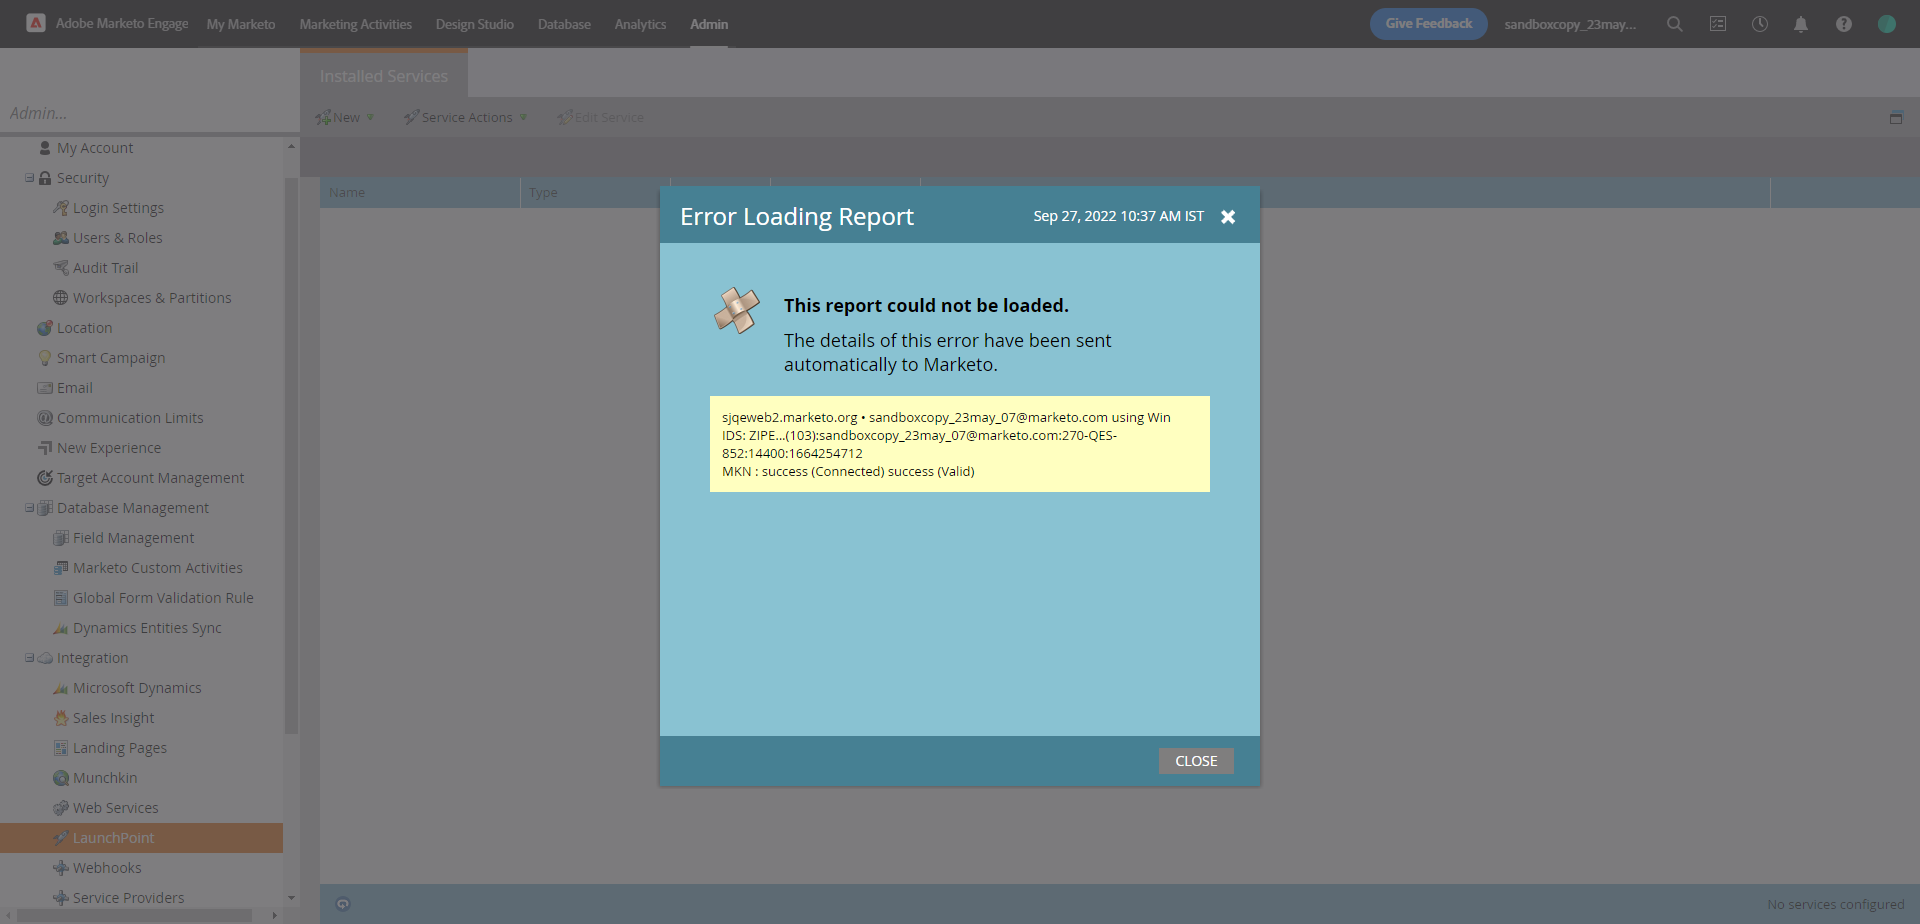 Adobe Marketo Engage
My Marketo
Marketing Activities
Design Studio
Database
Analytics
Admin
Give Feedback
sandboxcopy_23may...
Installed Services
Admin...
New
Service Actions
Edit Service
My Account
Security
Login Settings
Users & Roles
Audit Trail
Workspaces & Partitions
Location
Smart Campaign
Email
Communication Limits
New Experience
Target Account Management
Database Management
Field Management
Marketo Custom Activities
Global Form Validation Rule
Dynamics Entities Sync
Integration
Microsoft Dynamics
Sales Insight
Landing Pages
Munchkin
Web Services
LaunchPoint
Webhooks
Service Providers
Name
Type
Error Loading Report
Sep 27, 2022 10:37 AM IST
This report could not be loaded.
The details of this error have been sent
automatically to Marketo.
sjqeweb2.marketo.org • sandboxcopy_23may_07@marketo.com using Win
IDS: ZIPE...(103):sandboxcopy_23may_07@marketo.com:270-QES-
852:14400:1664254712
MKN : success (Connected) success (Valid)
CLOSE
No services configured